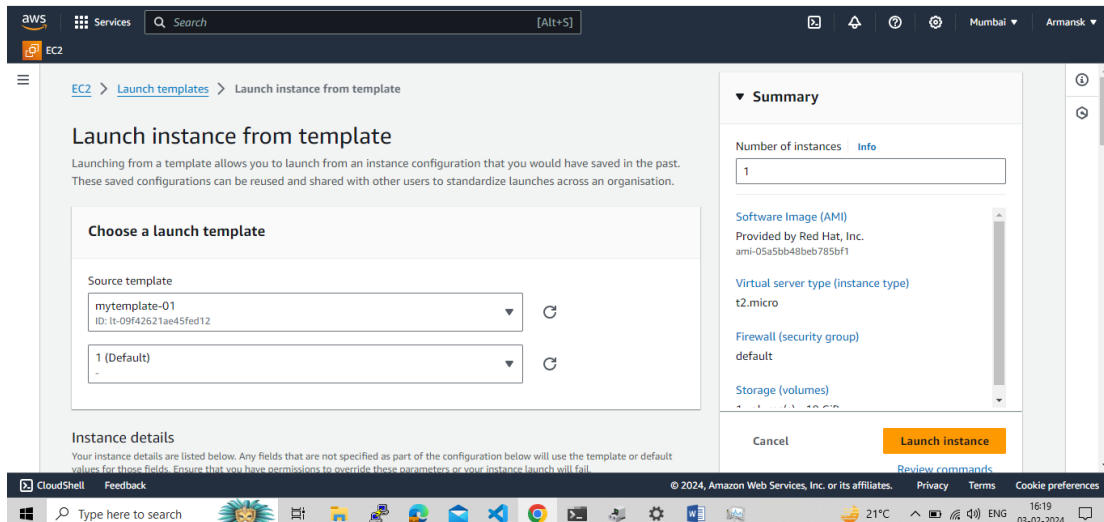 aws
Services
Search
[Alt+S]
Mumbai
Armansk
EC2
EC2 > Launch templates > Launch instance from template
Launch instance from template
Launching from a template allows you to launch from an instance configuration that you would have saved in the past.
These saved configurations can be reused and shared with other users to standardize launches across an organisation.
Choose a launch template
Source template
mytemplate-01
ID: lt-09f42621ae45fed12
1 (Default)
-
Instance details
Your instance details are listed below. Any fields that are not specified as part of the configuration below will use the template or default
values for those fields. Ensure that you have permissions to override these parameters or your instance launch will fail.
Summary
Number of instances
Info
1
Software Image (AMI)
Provided by Red Hat, Inc.
ami-05a5bb48beb785bf1
Virtual server type (instance type)
t2.micro
Firewall (security group)
default
Storage (volumes)
Cancel
Launch instance
Review commands
CloudShell
Feedback
© 2024, Amazon Web Services, Inc. or its affiliates.
Privacy
Terms
Cookie preferences
Type here to search
21°C
ENG
16:19
03-02-2024